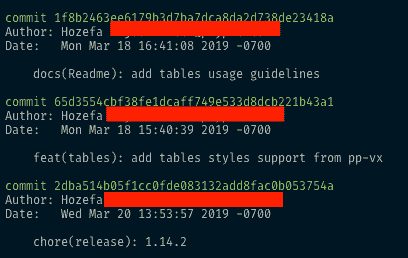 commit 1f8b2463ee6179b3d7ba7dca8da2d738de23418a
Author: Hozefa
Date: Mon Mar 18 16:41:08 2019 -0700
docs(Readme): add tables usage guidelines
commit 65d3554cbf38fe1dcaff749e533d8dcb221b43a1
Author: Hozefa
Date: Mon Mar 18 15:40:39 2019 -0700
feat(tables): add tables styles support from pp-vx
commit 2dba514b05f1cc0fde083132add8fac0b053754a
Author: Hozefa
Date: Wed Mar 20 13:53:57 2019 -0700
chore(release): 1.14.2